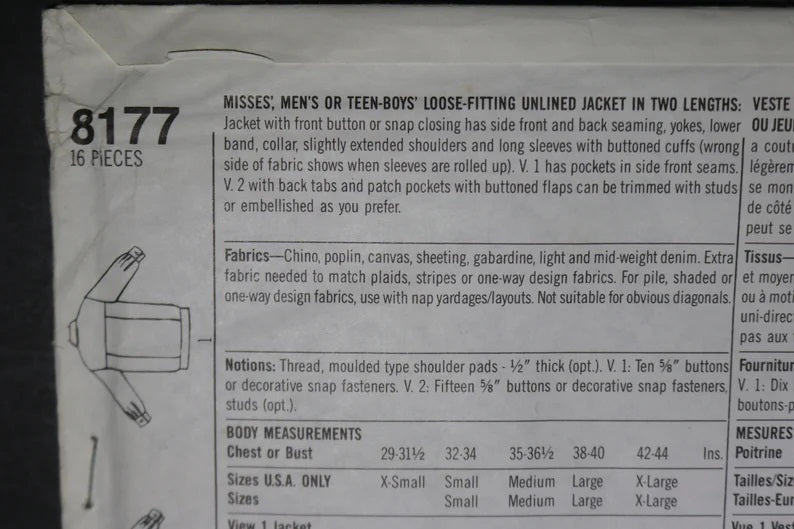 8177
16 PIECES
MISSES', MEN'S OR TEEN-BOYS' LOOSE-FITTING UNLINED JACKET IN TWO LENGTHS:
Jacket with front button or snap closing has side front and back seaming, yokes, lower
band, collar, slightly extended shoulders and long sleeves with buttoned cuffs (wrong
side of fabric shows when sleeves are rolled up). V. 1 has pockets in side front seams.
V. 2 with back tabs and patch pockets with buttoned flaps can be trimmed with studs
or embellished as you prefer.
Fabrics—Chino, poplin, canvas, sheeting, gabardine, light and mid-weight denim. Extra
fabric needed to match plaids, stripes or one-way design fabrics. For pile, shaded or
one-way design fabrics, use with nap yardages/layouts. Not suitable for obvious diagonals.
1
Notions: Thread, moulded type shoulder pads - ½" thick (opt.). V. 1: Ten ⅝" buttons
or decorative snap fasteners. V. 2: Fifteen ⅝" buttons or decorative snap fasteners,
studs (opt.).
BODY MEASUREMENTS
Chest or Bust 29-31½ 32-34 35-36½ 38-40 42-44 Ins.
Sizes U.S.A. ONLY X-Small Small Medium Large X-Large
Sizes Small Medium Large X-Large
View 1 Jacket
VESTE
OU JEU
a cout
légèrem
se mon
de côté
peut se
Tissus—
et moyen
ou à moti
uni-direc
pas aux
Fournitur
V. 1: Dix
boutons-p
MESURES
Poitrine
Tailles/Siz
Tailles-Eur
Vue 1 Vest